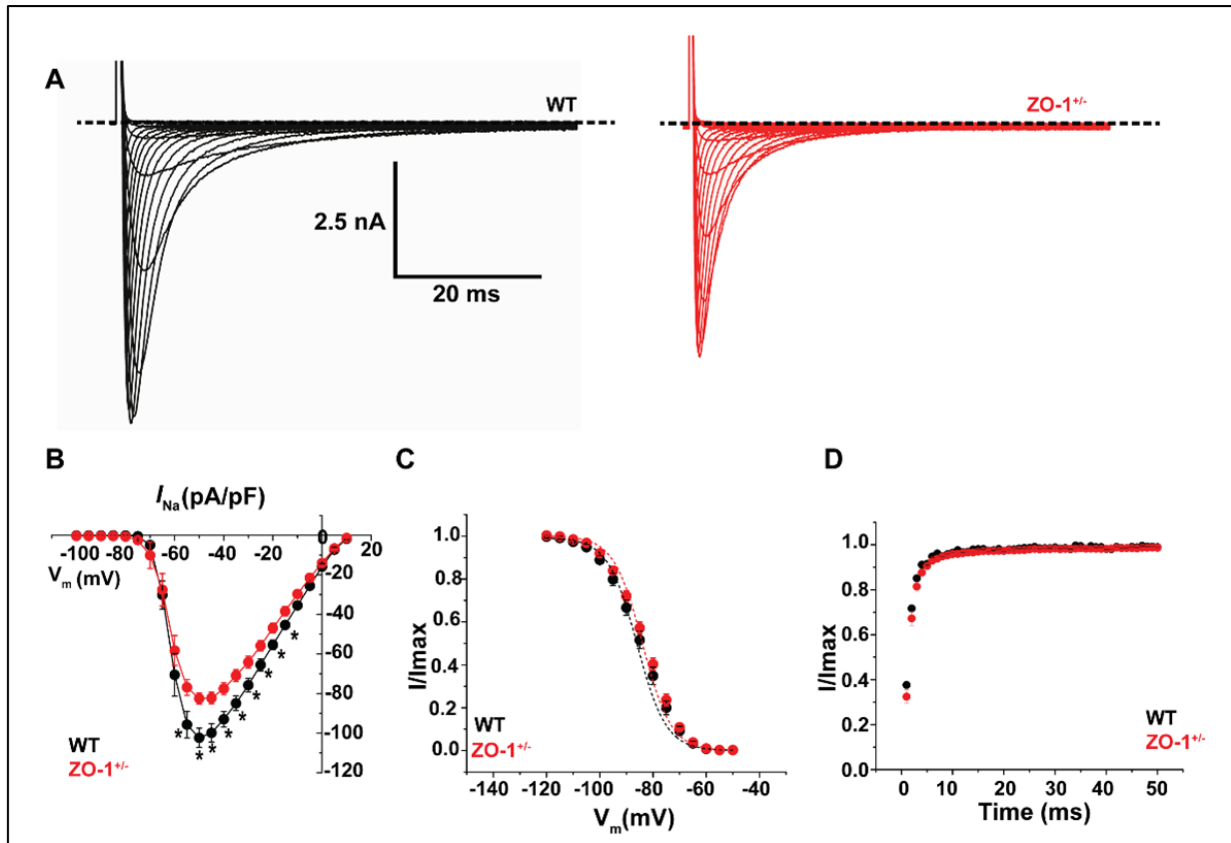 A
WT
ZO-1+/-
2.5 nA
20 ms
B
INa(pA/pF)
-100 -80 -60 -40 -20 0 20
Vm(mV)
-20
-40
-60
-80
-100
-120
* * * * * * * * * *
WT
ZO-1+/-
C
I/Imax
1.0
0.8
0.6
0.4
0.2
0.0
WT
ZO-1+/-
-140 -120 -100 -80 -60 -40
Vm(mV)
D
I/Imax
1.0
0.8
0.6
0.4
0.2
0.0
WT
ZO-1+/-
0 10 20 30 40 50
Time (ms)